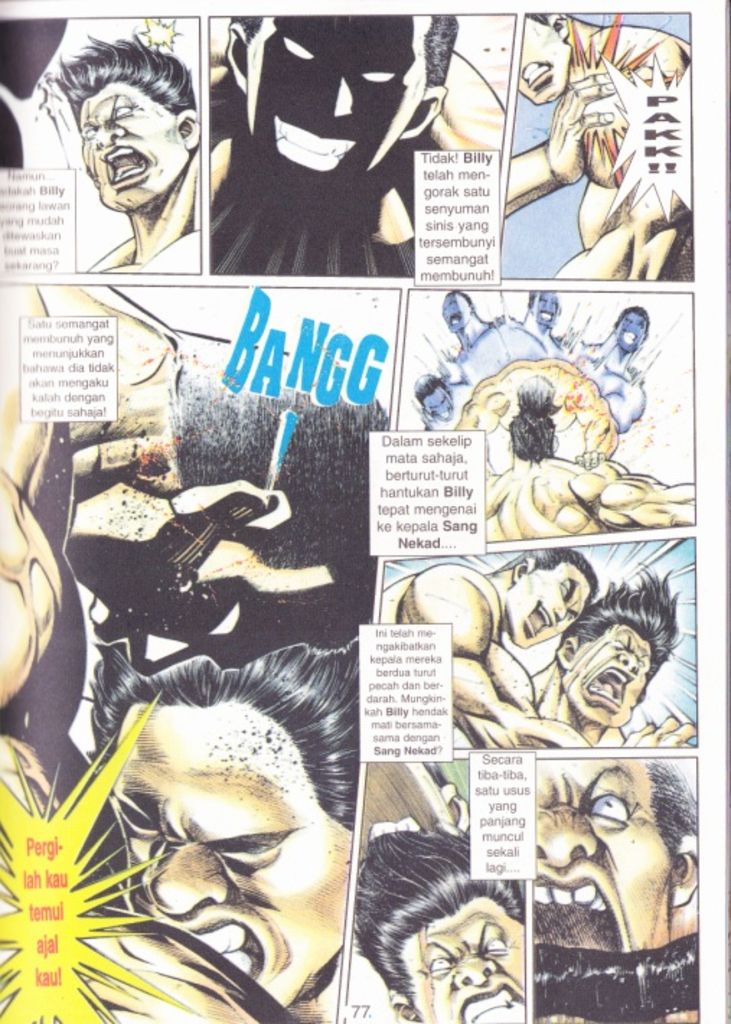 Namun...
adakah Billy
orang lawan
yang mudah
ditewaskan
buat masa
sekarang?
Tidak! Billy
telah men-
gorak satu
senyuman
sinis yang
tersembunyi
semangat
membunuh!
PAKK!!
Satu semangat
membunuh yang
menunjukkan
bahawa dia tidak
akan mengaku
kalah dengan
begitu sahaja!
BANGG!
Dalam sekelip
mata sahaja,
berturut-turut
hantukan Billy
tepat mengenai
ke kepala Sang
Nekad....
Ini telah me-
ngakibatkan
kepala mereka
berdua turut
pecah dan ber-
darah. Mungkin-
kah Billy hendak
mati bersama-
sama dengan
Sang Nekad?
Pergi-
lah kau
temui
ajal
kau!
Secara
tiba-tiba,
satu usus
yang
panjang
muncul
sekali
lagi....
77.